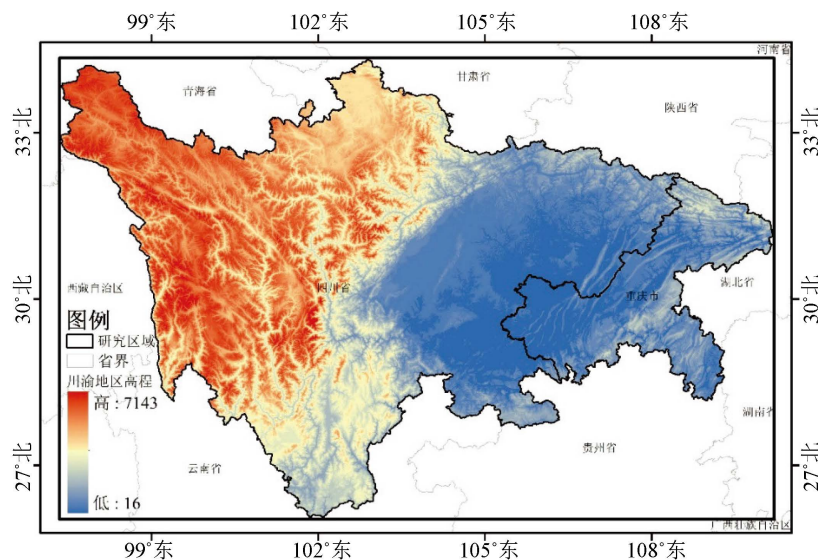 99°东 102°东 105°东 108°东
河南省
甘肃省
青海省
陕西省
33°北 33°北
30°北 30°北
四川省
重庆市
湖北省
西藏自治区
图例
研究区域
省界
川渝地区高程
高：7143
低：16
湖南省
贵州省
云南省
27°北 27°北
广西壮族自治区
99°东 102°东 105°东 108°东